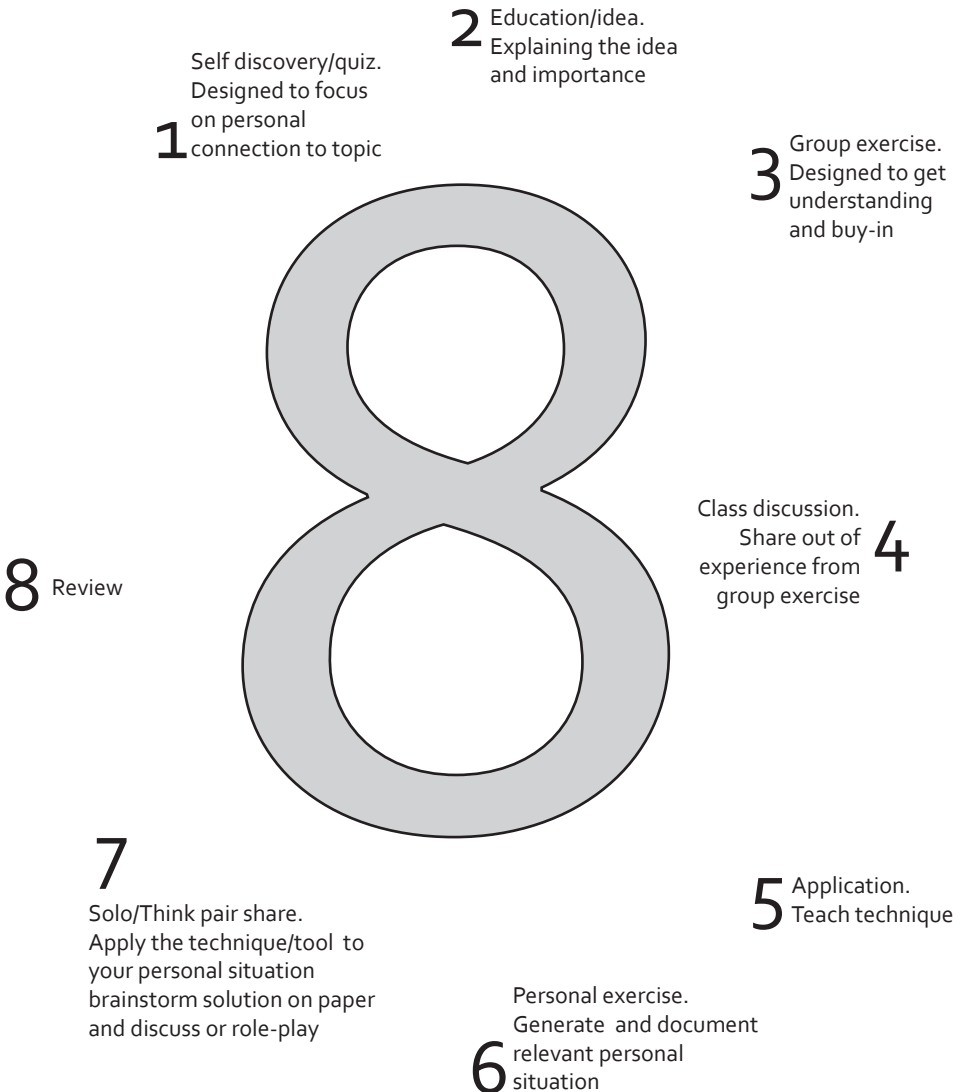 1
Self discovery/quiz.
Designed to focus
on personal
connection to topic
2
Education/idea.
Explaining the idea
and importance
3
Group exercise.
Designed to get
understanding
and buy-in
4
Class discussion.
Share out of
experience from
group exercise
5
Application.
Teach technique
6
Personal exercise.
Generate and document
relevant personal
situation
7
Solo/Think pair share.
Apply the technique/tool to
your personal situation
brainstorm solution on paper
and discuss or role-play
8
Review
8